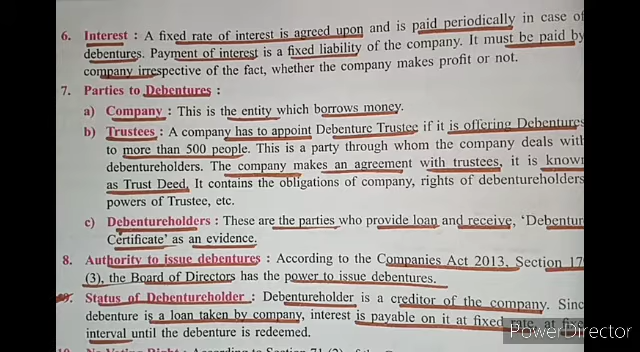 6. Interest : A fixed rate of interest is agreed upon and is paid periodically in case of
debentures. Payment of interest is a fixed liability of the company. It must be paid by
company irrespective of the fact, whether the company makes profit or not.
7. Parties to Debentures :
a) Company : This is the entity which borrows money.
b) Trustees : A company has to appoint Debenture Trustee if it is offering Debentures
to more than 500 people. This is a party through whom the company deals with
debentureholders. The company makes an agreement with trustees, it is known
as Trust Deed. It contains the obligations of company, rights of debentureholders
powers of Trustee, etc.
c) Debentureholders : These are the parties who provide loan and receive, 'Debentur
Certificate' as an evidence.
8. Authority to issue debentures : According to the Companies Act 2013, Section 17
(3), the Board of Directors has the power to issue debentures.
9. Status of Debentureholder : Debentureholder is a creditor of the company. Sinc
debenture is a loan taken by company, interest is payable on it at fixed rate, at fixe
interval until the debenture is redeemed.
PowerDirector